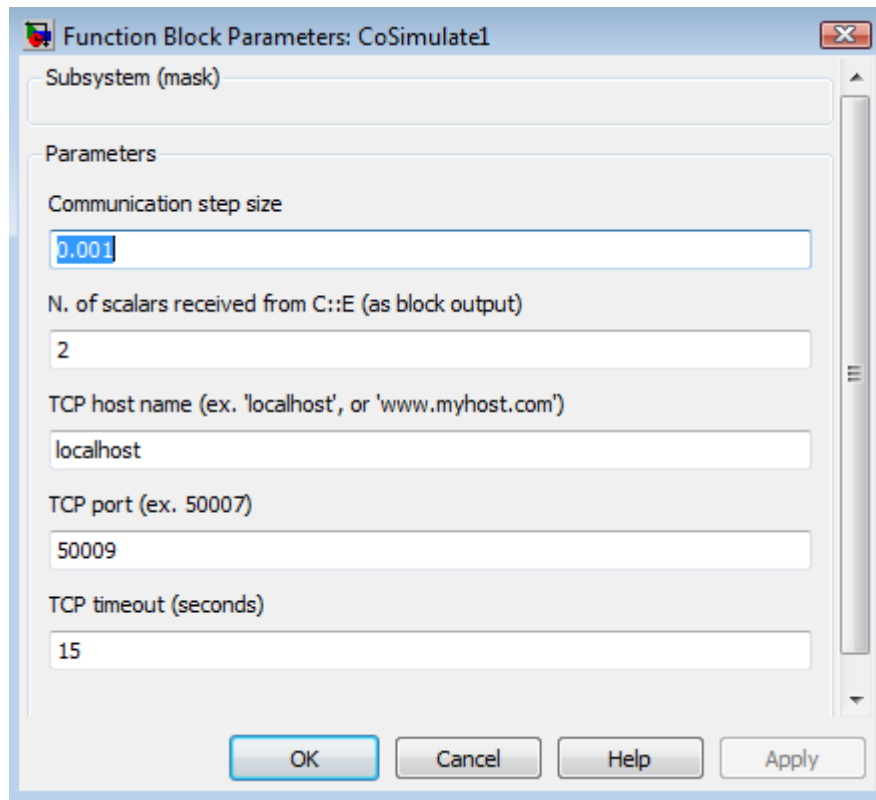 Function Block Parameters: CoSimulate1
Subsystem (mask)
Parameters
Communication step size
0.001
N. of scalars received from C::E (as block output)
2
TCP host name (ex. 'localhost', or 'www.myhost.com')
localhost
TCP port (ex. 50007)
50009
TCP timeout (seconds)
15
OK Cancel Help Apply